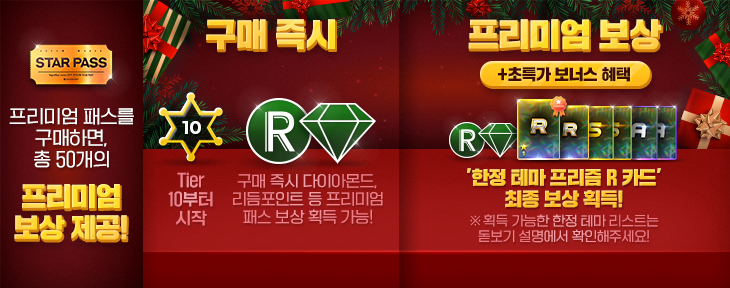 STAR PASS
프리미엄 패스를
구매하면,
총 50개의
프리미엄
보상 제공!
구매 즉시
10
Tier
10부터
시작
R
구매 즉시 다이아몬드,
리듬포인트 등 프리미엄
패스 보상 획득 가능!
프리미엄 보상
+초특가 보너스 혜택
R
R R S A A
'한정 테마 프리즘 R 카드'
최종 보상 획득!
※ 획득 가능한 한정 테마 리스트는
돋보기 설명에서 확인해주세요!